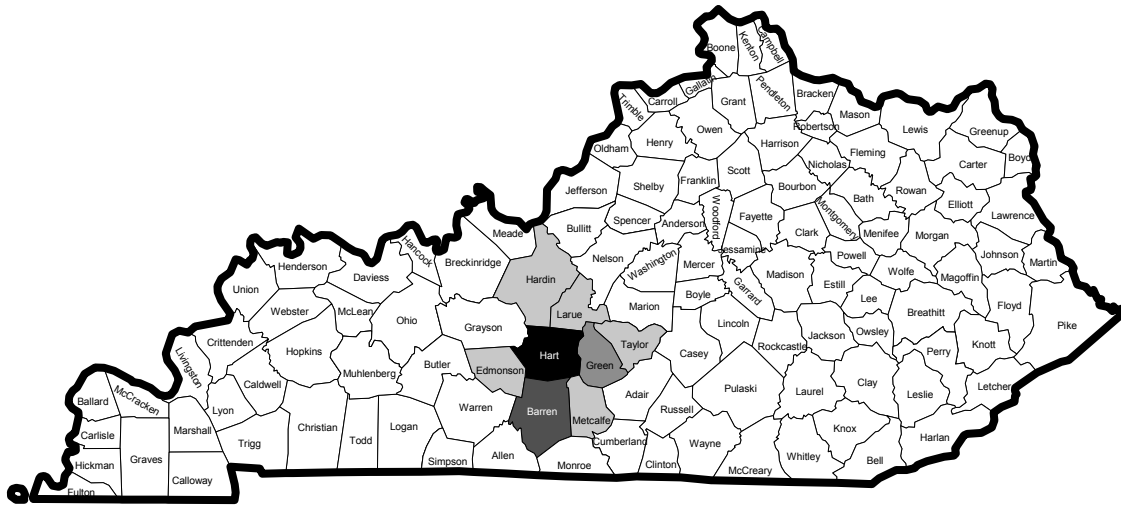 Boone
Kenton
Campbell
Gallatin
Trimble
Carroll
Grant
Pendleton
Bracken
Mason
Robertson
Owen
Lewis
Greenup
Oldham
Henry
Harrison
Fleming
Nicholas
Carter
Boyd
Jefferson
Shelby
Franklin
Scott
Bourbon
Rowan
Bath
Elliott
Spencer
Anderson
Woodford
Fayette
Montgomery
Lawrence
Meade
Bullitt
Clark
Menifee
Morgan
Hancock
Breckinridge
Nelson
Washington
Mercer
Jessamine
Powell
Johnson
Martin
Henderson
Daviess
Hardin
Madison
Wolfe
Magoffin
Union
Garrard
Estill
Boyle
Lee
Marion
Floyd
Webster
McLean
Ohio
Larue
Breathitt
Pike
Grayson
Lincoln
Jackson
Owsley
Crittenden
Hart
Taylor
Rockcastle
Knott
Hopkins
Casey
Perry
Livingston
Butler
Edmonson
Green
Muhlenberg
Caldwell
Clay
Letcher
Pulaski
Laurel
Leslie
Adair
Ballard
McCracken
Lyon
Warren
Barren
Russell
Metcalfe
Carlisle
Marshall
Christian
Logan
Knox
Trigg
Todd
Cumberland
Wayne
Harlan
Graves
Allen
Hickman
Simpson
Monroe
Clinton
McCreary
Whitley
Bell
Calloway
Fulton